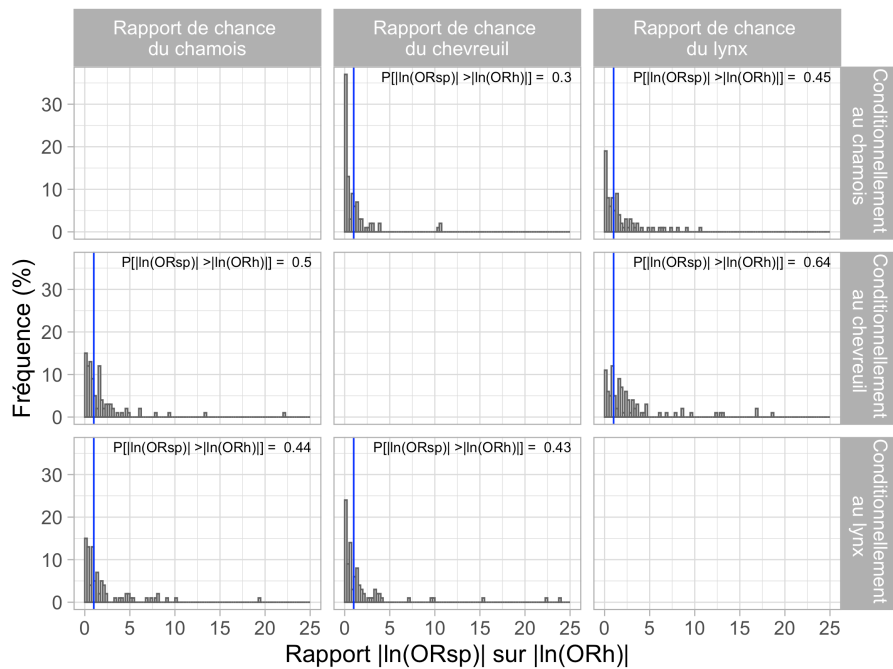 Rapport de chance
du chamois
Rapport de chance
du chevreuil
Rapport de chance
du lynx
P[|ln(ORsp)| >|ln(ORh)|] = 0.3
P[|ln(ORsp)| >|ln(ORh)|] = 0.45
30
20
10
0
Conditionnellement
au chamois
P[|ln(ORsp)| >|ln(ORh)|] = 0.5
P[|ln(ORsp)| >|ln(ORh)|] = 0.64
30
20
10
0
Conditionnellement
au chevreuil
Fréquence (%)
P[|ln(ORsp)| >|ln(ORh)|] = 0.44
P[|ln(ORsp)| >|ln(ORh)|] = 0.43
30
20
10
0
Conditionnellement
au lynx
0 5 10 15 20 25
0 5 10 15 20 25
0 5 10 15 20 25
Rapport |ln(ORsp)| sur |ln(ORh)|